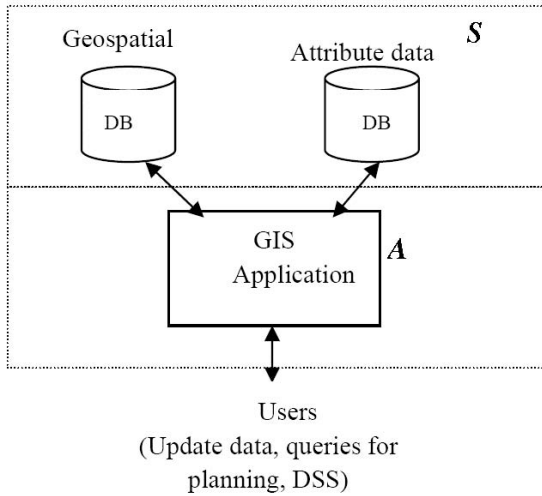 Geospatial
Attribute data
S
DB
DB
GIS
Application
A
Users
(Update data, queries for
planning, DSS)